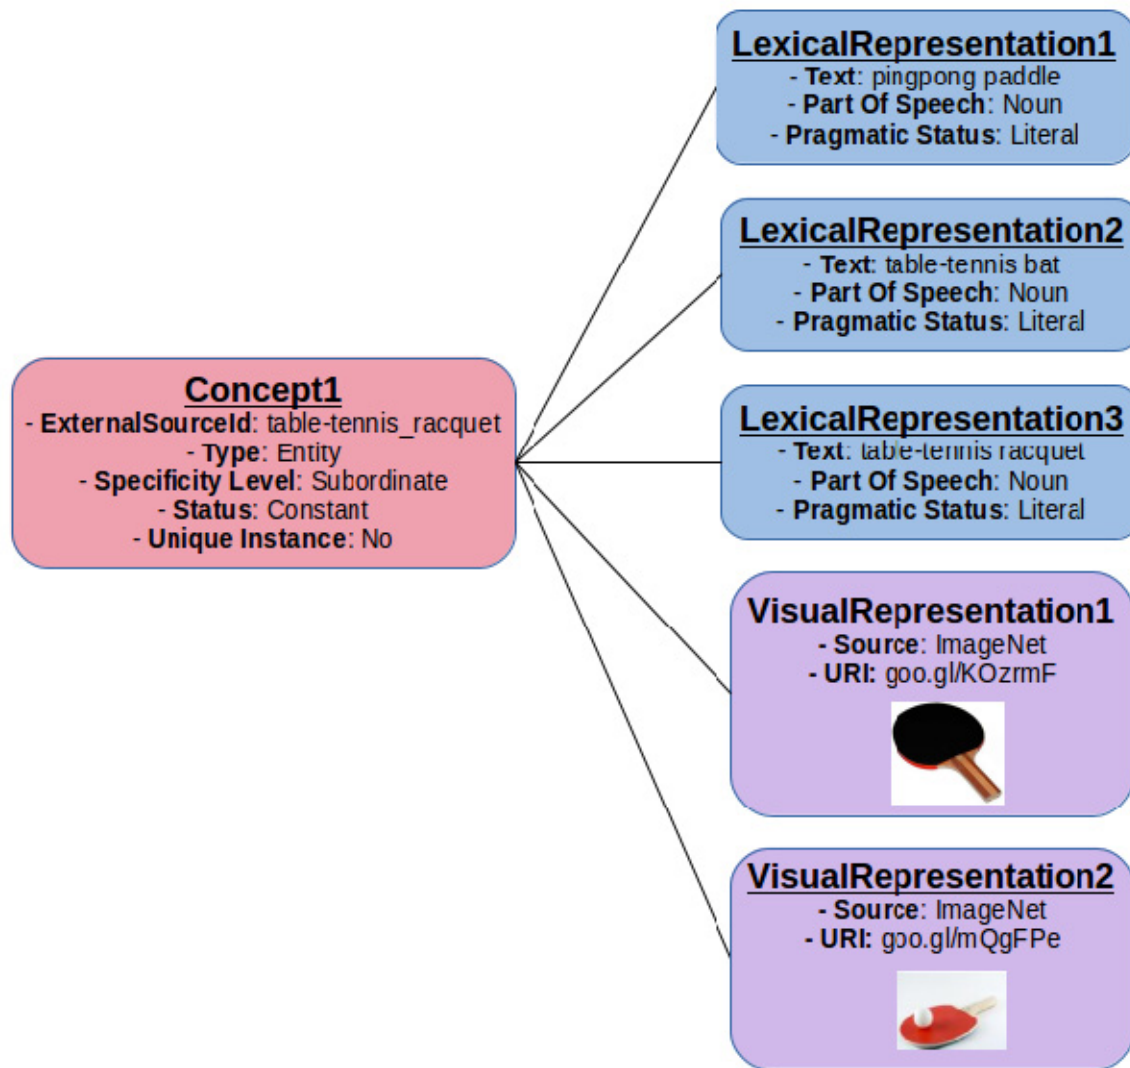 LexicalRepresentation1
- Text: pingpong paddle
- Part Of Speech: Noun
- Pragmatic Status: Literal
LexicalRepresentation2
- Text: table-tennis bat
- Part Of Speech: Noun
- Pragmatic Status: Literal
Concept1
- ExternalSourceId: table-tennis_racquet
- Type: Entity
- Specificity Level: Subordinate
- Status: Constant
- Unique Instance: No
LexicalRepresentation3
- Text: table-tennis racquet
- Part Of Speech: Noun
- Pragmatic Status: Literal
VisualRepresentation1
- Source: ImageNet
- URI: goo.gl/KOzrmF
VisualRepresentation2
- Source: ImageNet
- URI: goo.gl/mQgFPe